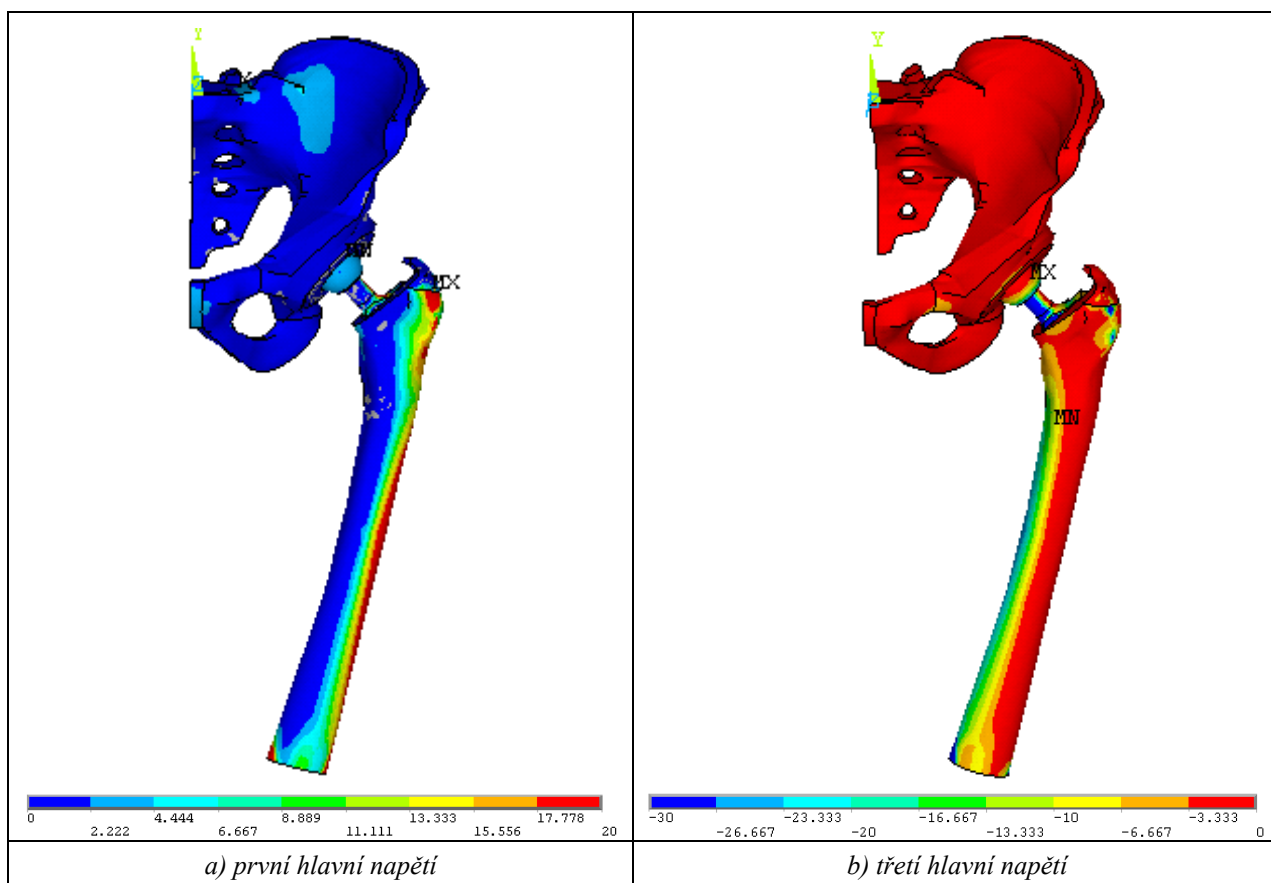 Y
X
MN
MX
0
2.222
4.444
6.667
8.889
11.111
13.333
15.556
17.778
20
a) první hlavní napětí
Y
X
MX
MN
-30
-26.667
-23.333
-20
-16.667
-13.333
-10
-6.667
-3.333
0
b) třetí hlavní napětí